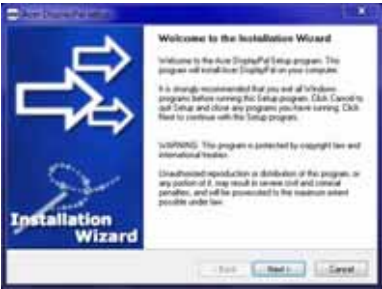 Acer DisplayPal Setup
Welcome to the Installation Wizard
Welcome to the Acer DisplayPal Setup program. This
program will install Acer DisplayPal on your computer.
It is strongly recommended that you exit all Windows
programs before running this Setup program. Click Cancel to
quit Setup and close any programs you have running. Click
Next to continue with the Setup program.
WARNING: This program is protected by copyright law and
international treaties.
Unauthorized reproduction or distribution of this program, or
any portion of it, may result in severe civil and criminal
penalties, and will be prosecuted to the maximum extent
possible under law.
Installation
Wizard
< Back
Next >
Cancel